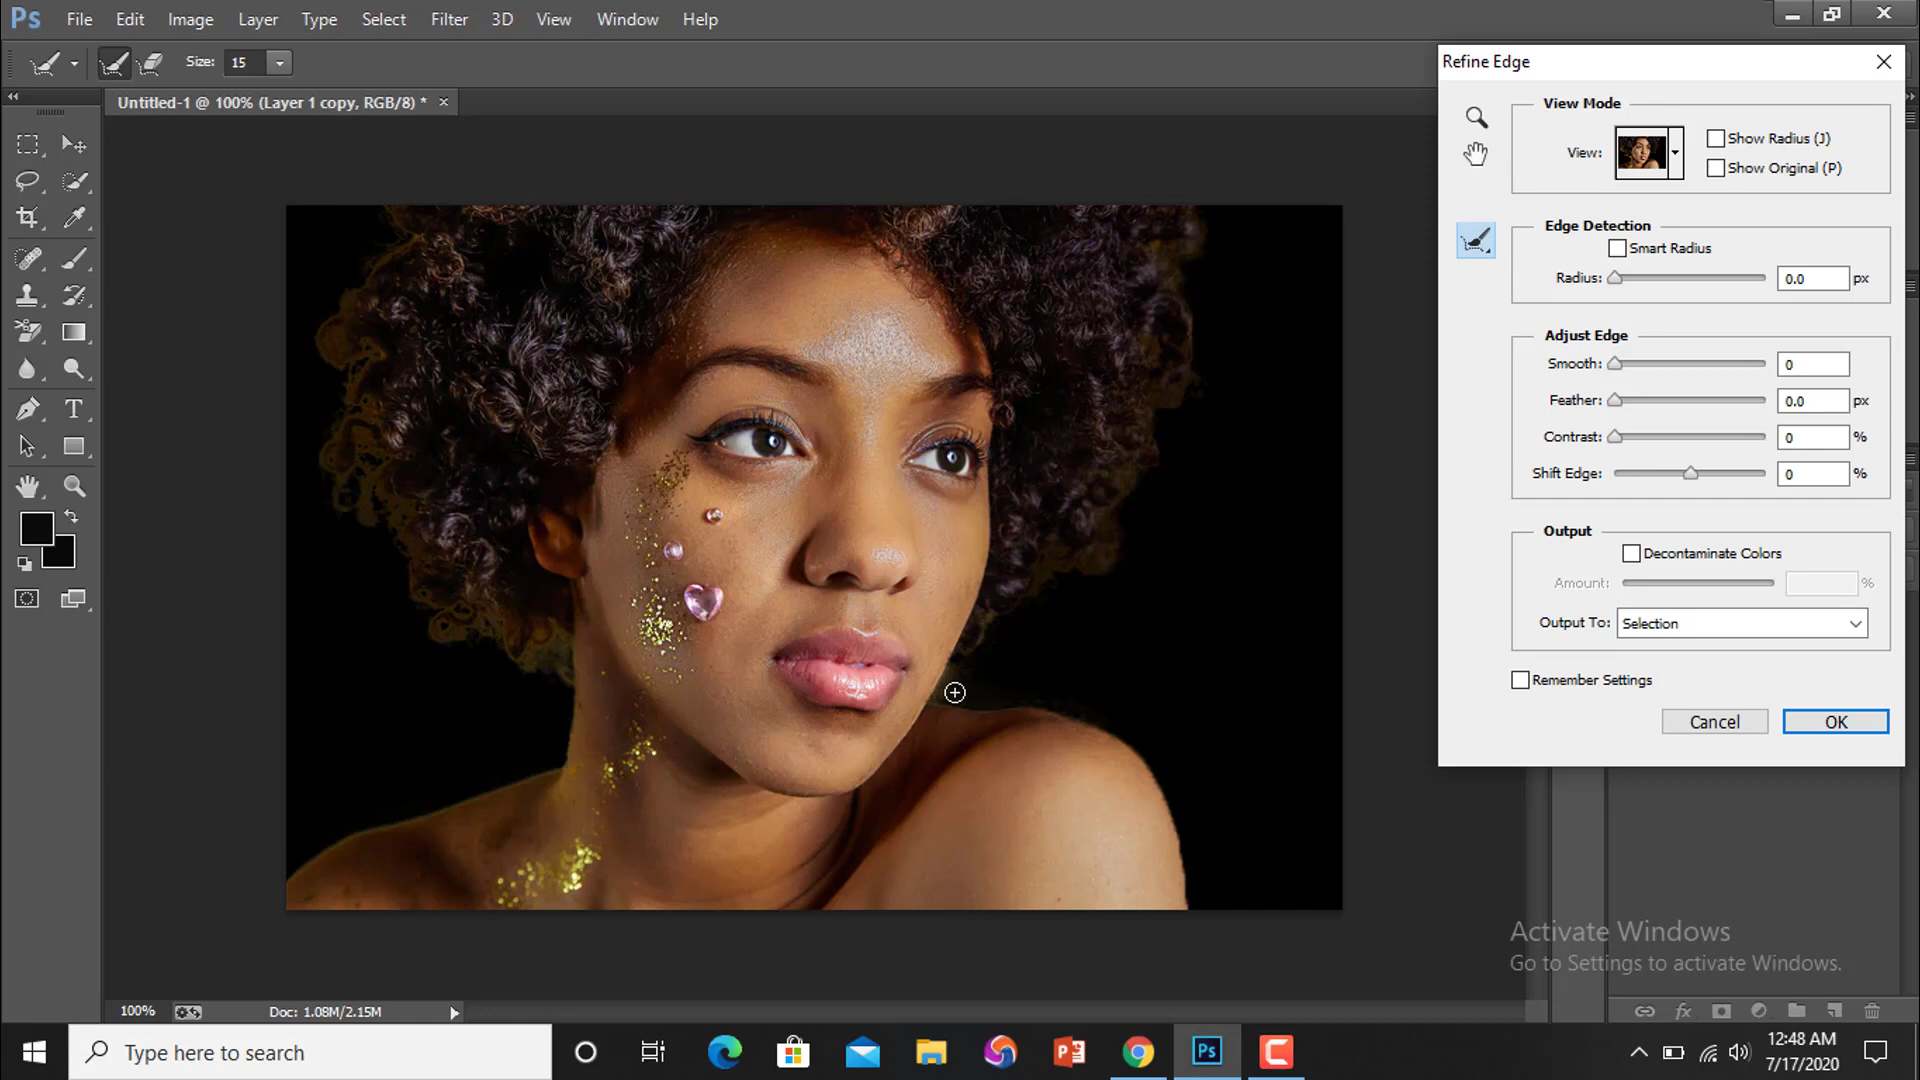 Ps File Edit Image Layer Type Select Filter 3D View Window Help
Size: 15
Refine Edge
Untitled-1 @ 100% (Layer 1 copy, RGB/8) *
View Mode
View:
Show Radius (J)
Show Original (P)
Edge Detection
Smart Radius
Radius: 0.0 px
Adjust Edge
Smooth: 0
Feather: 0.0 px
Contrast: 0 %
Shift Edge: 0 %
Output
Decontaminate Colors
Amount: %
Output To: Selection
Remember Settings
Cancel OK
Activate Windows
Go to Settings to activate Windows.
100% Doc: 1.08M/2.15M
fx
Type here to search
Ps
12:48 AM
7/17/2020